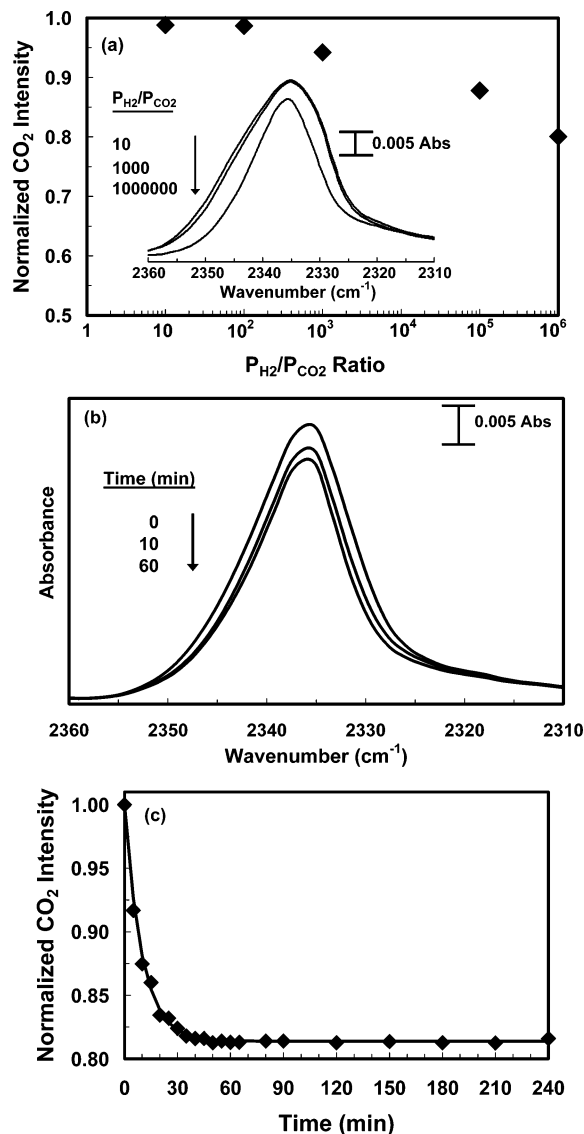 (a)
Normalized CO₂ Intensity
1.0
0.9
0.8
0.7
0.6
0.5
P_H2/P_CO2
10
1000
1000000
0.005 Abs
2360 2350 2340 2330 2320 2310
Wavenumber (cm⁻¹)
1 10¹ 10² 10³ 10⁴ 10⁵ 10⁶
P_H2/P_CO2 Ratio
(b)
0.005 Abs
Time (min)
0
10
60
Absorbance
2360 2350 2340 2330 2320 2310
Wavenumber (cm⁻¹)
(c)
Normalized CO₂ Intensity
1.00
0.95
0.90
0.85
0.80
0 30 60 90 120 150 180 210 240
Time (min)